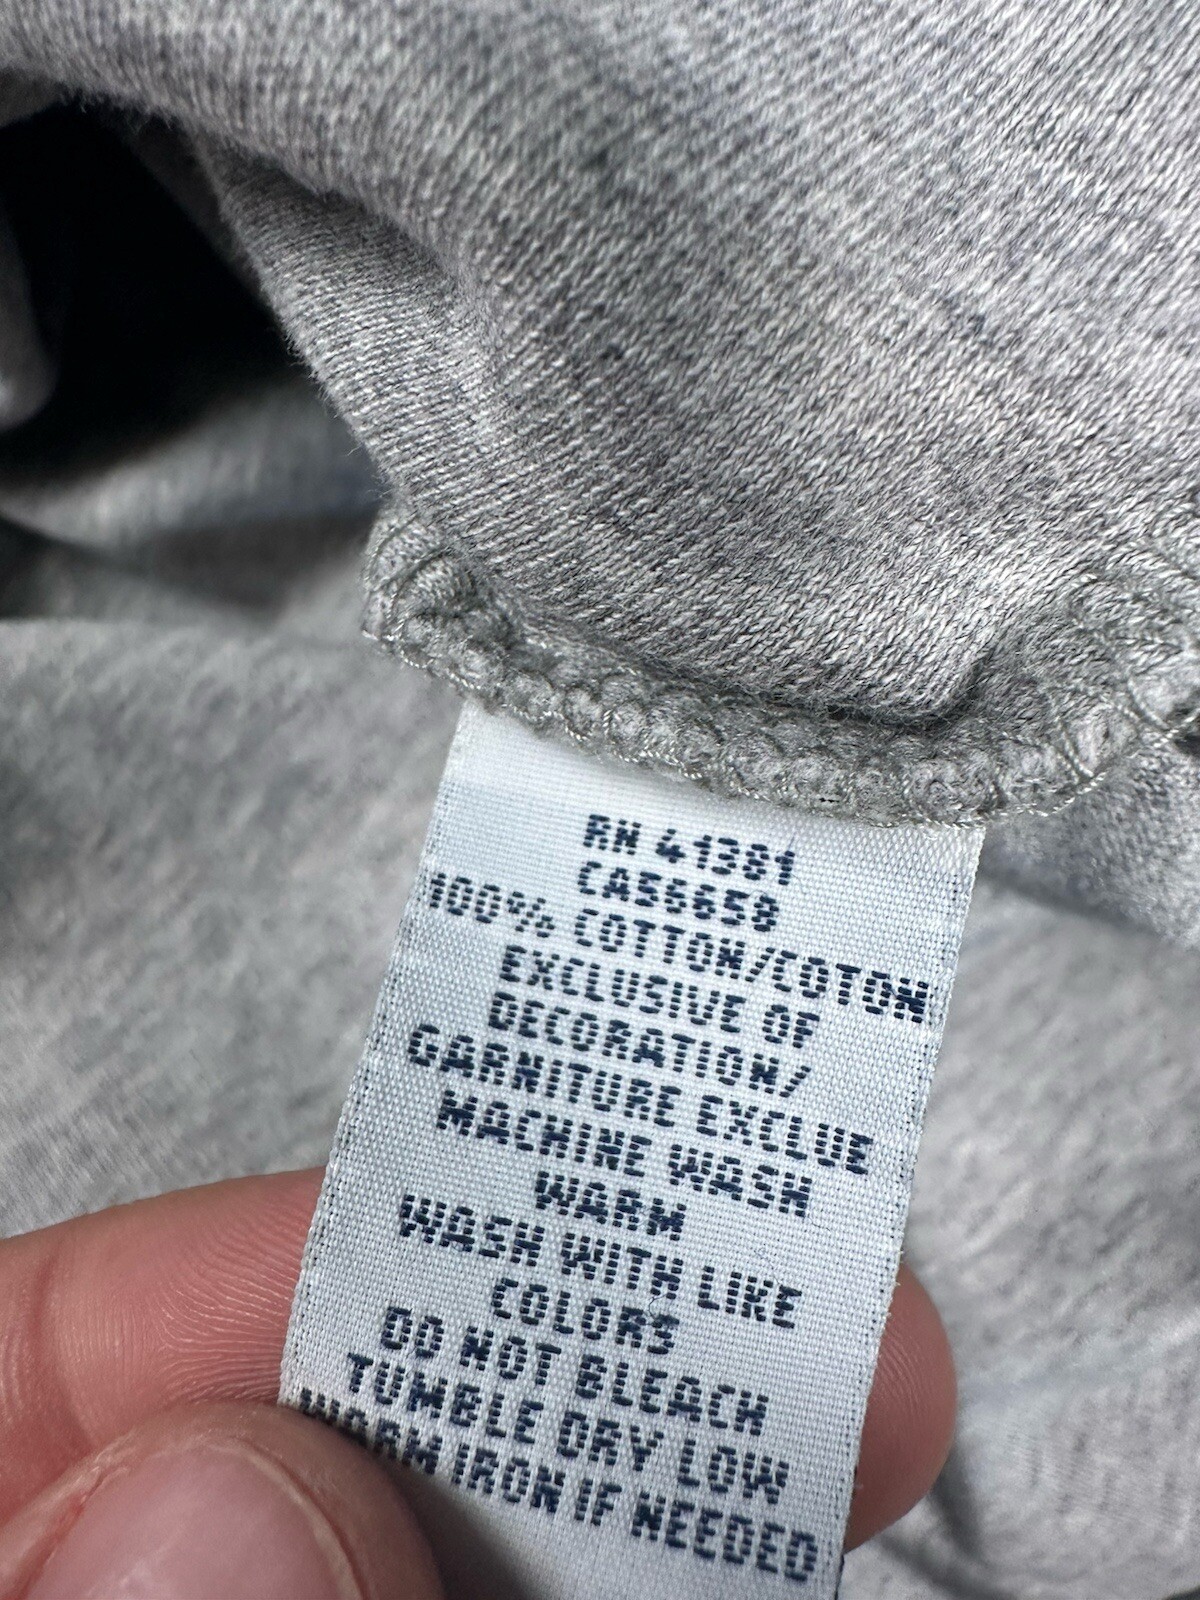 RN 41381
CA56658
100% COTTON/COTON
EXCLUSIVE OF
DECORATION/
GARNITURE EXCLUE
MACHINE WASH
WARM
WASH WITH LIKE
COLORS
DO NOT BLEACH
TUMBLE DRY LOW
WARM IRON IF NEEDED